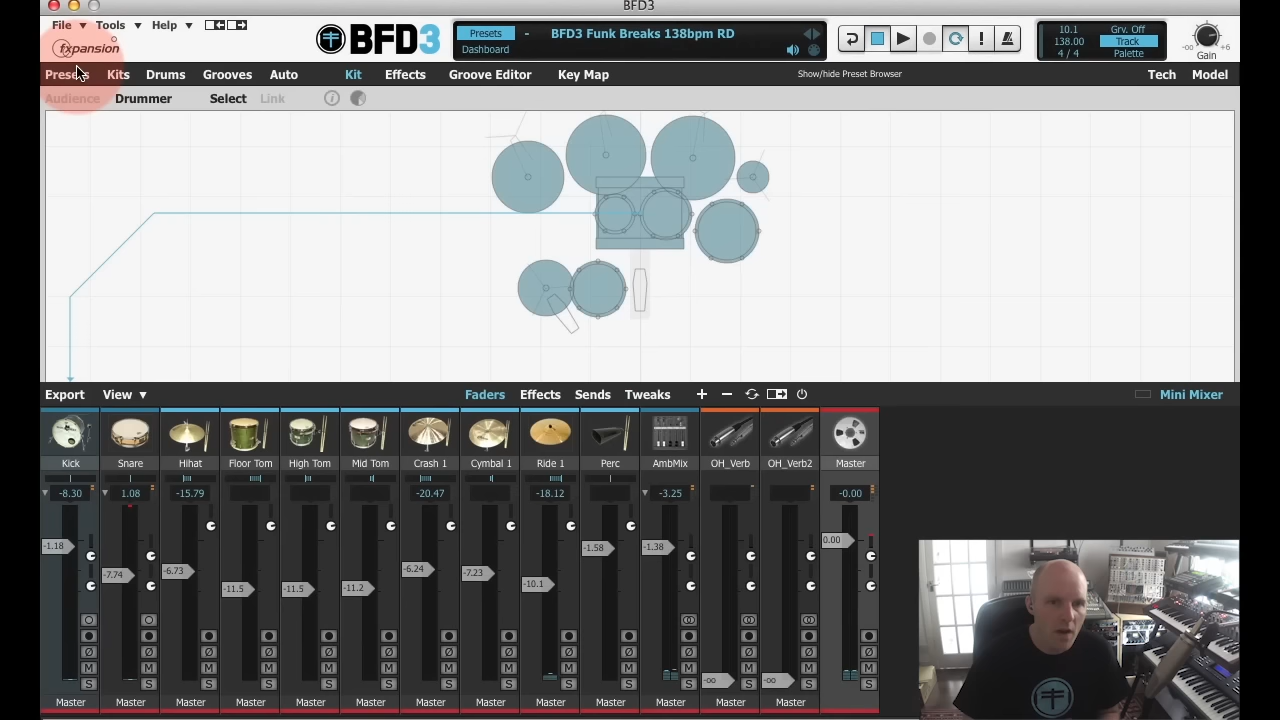 BFD3
File ▼ Tools ▼ Help ▼
fxpansion
BFD3
Presets - BFD3 Funk Breaks 138bpm RD
Dashboard
10.1 Grv. Off
138.00 Track
4 / 4 Palette
-oo +6
Gain
Presets Kits Drums Grooves Auto Kit Effects Groove Editor Key Map Show/hide Preset Browser Tech Model
Audience Drummer Select Link
Export View ▼ Faders Effects Sends Tweaks + − Mini Mixer
Kick Snare Hihat Floor Tom High Tom Mid Tom Crash 1 Cymbal 1 Ride 1 Perc AmbMix OH_Verb OH_Verb2 Master
-8.30 1.08 -15.79 -20.47 -18.12 -3.25 -0.00
-1.18 -7.74 -6.73 -11.5 -11.5 -11.2 -6.24 -7.23 -10.1 -1.58 -1.38 -oo -oo 0.00
M M M M M M M M M M M M M M
S S S S S S S S S S S S S S
Master Master Master Master Master Master Master Master Master Master Master Master Master